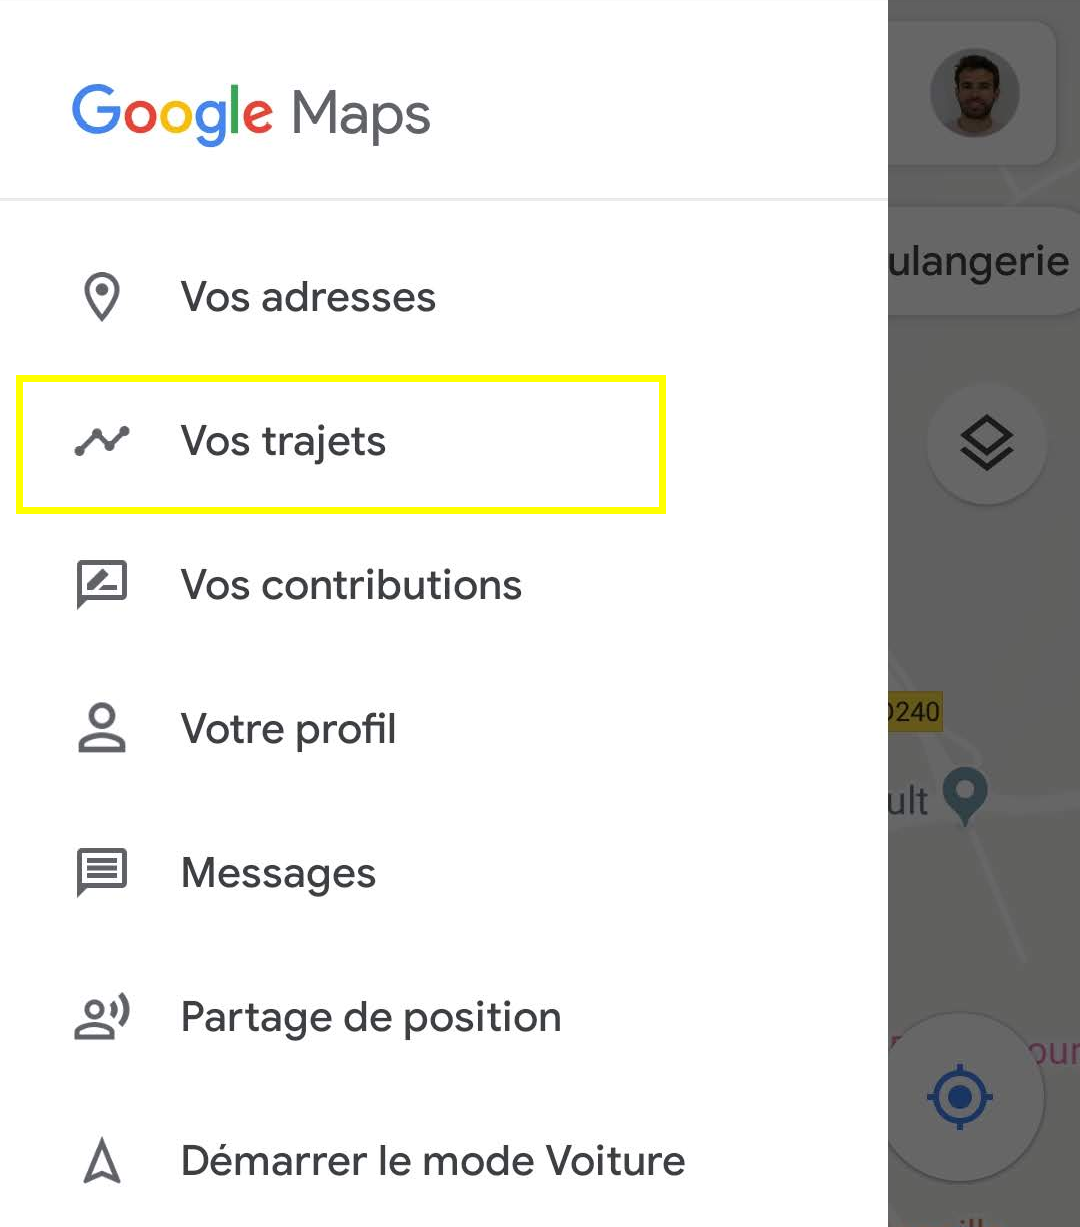 Google Maps
ulangerie
Vos adresses
Vos trajets
Vos contributions
D240
Votre profil
ult
Messages
Partage de position
our
Démarrer le mode Voiture